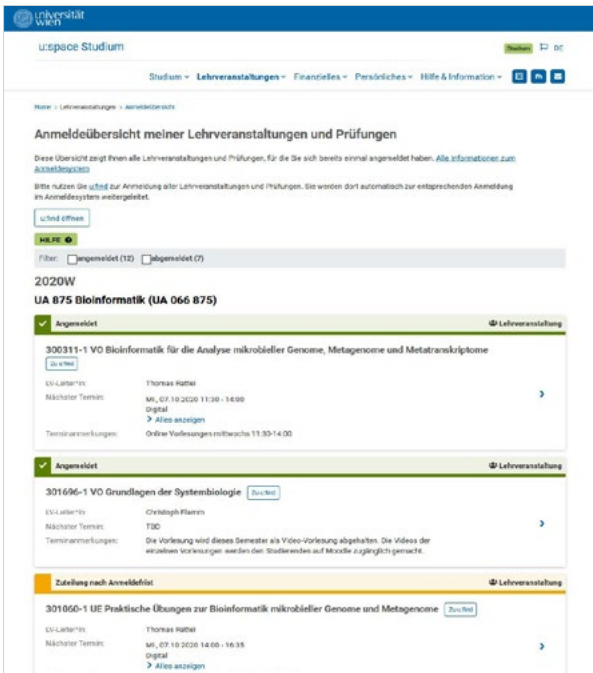 universität
wien
u:space Studium
Studium DE
Studium Lehrveranstaltungen Finanzielles Persönliches Hilfe & Information
Home > Lehrveranstaltungen > Anmeldeübersicht
Anmeldeübersicht meiner Lehrveranstaltungen und Prüfungen
Diese Übersicht zeigt Ihnen alle Lehrveranstaltungen und Prüfungen, für die Sie sich bereits einmal angemeldet haben. Alle Informationen zum
Anmeldesystem
Bitte nutzen Sie u:find zur Anmeldung aller Lehrveranstaltungen und Prüfungen. Sie werden dort automatisch zur entsprechenden Anmeldung
im Anmeldesystem weitergeleitet.
u:find öffnen
HILFE
Filter: angemeldet (12) abgemeldet (7)
2020W
UA 875 Bioinformatik (UA 066 875)
Angemeldet Lehrveranstaltung
300311-1 VO Bioinformatik für die Analyse mikrobieller Genome, Metagenome und Metatranskriptome
Zu u:find
LV-Leiter*in: Thomas Rattei
Nächster Termin: MI., 07.10.2020 11:30 - 14:00
Digital
> Alles anzeigen
Terminanmerkungen: Online Vorlesungen mittwochs 11:30-14:00
Angemeldet Lehrveranstaltung
301696-1 VO Grundlagen der Systembiologie Zu u:find
LV-Leiter*in: Christoph Flamm
Nächster Termin: TBD
Terminanmerkungen: Die Vorlesung wird dieses Semester als Video-Vorlesung abgehalten. Die Videos der
einzelnen Vorlesungen werden den Studierenden auf Moodle zugänglich gemacht.
Zuteilung nach Anmeldefrist Lehrveranstaltung
301060-1 UE Praktische Übungen zur Bioinformatik mikrobieller Genome und Metagenome Zu u:find
LV-Leiter*in: Thomas Rattei
Nächster Termin: MI., 07.10.2020 14:00 - 16:35
Digital
> Alles anzeigen